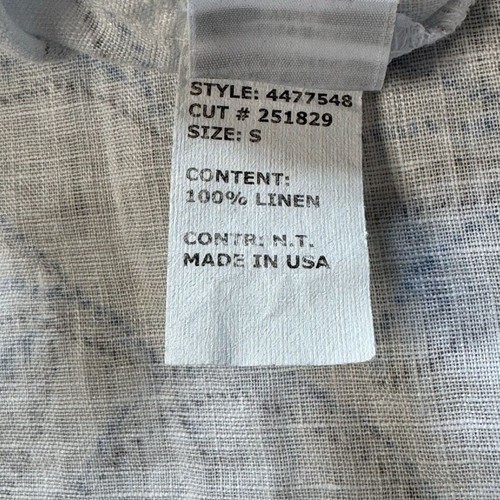 STYLE: 4477548
CUT # 251829
SIZE: S
CONTENT:
100% LINEN
CONTR: N.T.
MADE IN USA